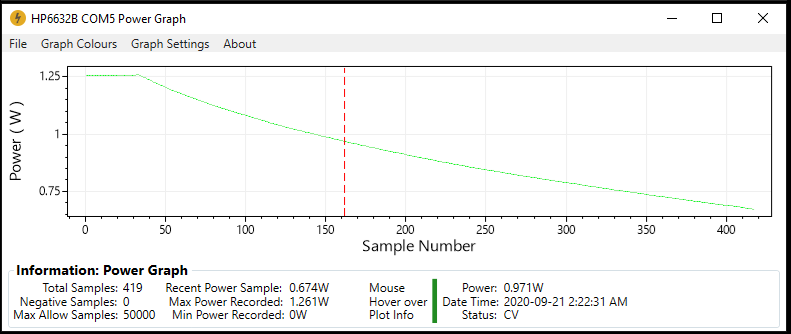 HP6632B COM5 Power Graph
File Graph Colours Graph Settings About
1.25
1
0.75
Power ( W )
0 50 100 150 200 250 300 350 400
Sample Number
Information: Power Graph
Total Samples: 419 Recent Power Sample: 0.674W Mouse Power: 0.971W
Negative Samples: 0 Max Power Recorded: 1.261W Hover over Date Time: 2020-09-21 2:22:31 AM
Max Allow Samples: 50000 Min Power Recorded: 0W Plot Info Status: CV